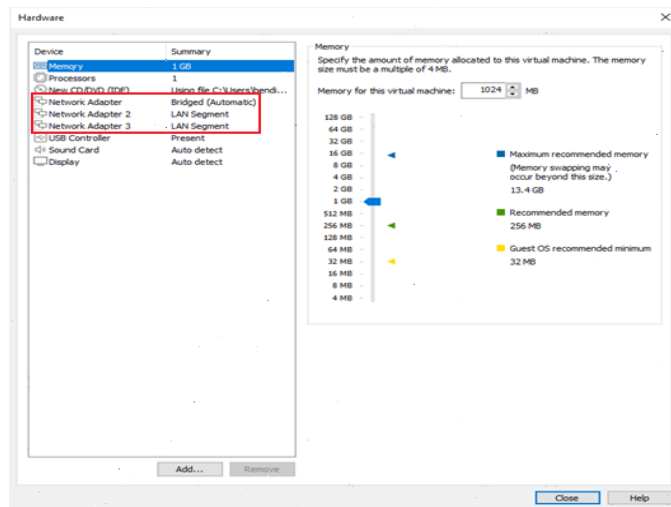 Hardware
Device Summary
Memory 1 GB
Processors 1
New CD/DVD (IDE) Using file C:\Users\bendi...
Network Adapter Bridged (Automatic)
Network Adapter 2 LAN Segment
Network Adapter 3 LAN Segment
USB Controller Present
Sound Card Auto detect
Display Auto detect
Add... Remove
Memory
Specify the amount of memory allocated to this virtual machine. The memory
size must be a multiple of 4 MB.
Memory for this virtual machine: 1024 MB
128 GB
64 GB
32 GB
16 GB
8 GB
4 GB
2 GB
1 GB
512 MB
256 MB
128 MB
64 MB
32 MB
16 MB
8 MB
4 MB
Maximum recommended memory
(Memory swapping may
occur beyond this size.)
13.4 GB
Recommended memory
256 MB
Guest OS recommended minimum
32 MB
Close Help